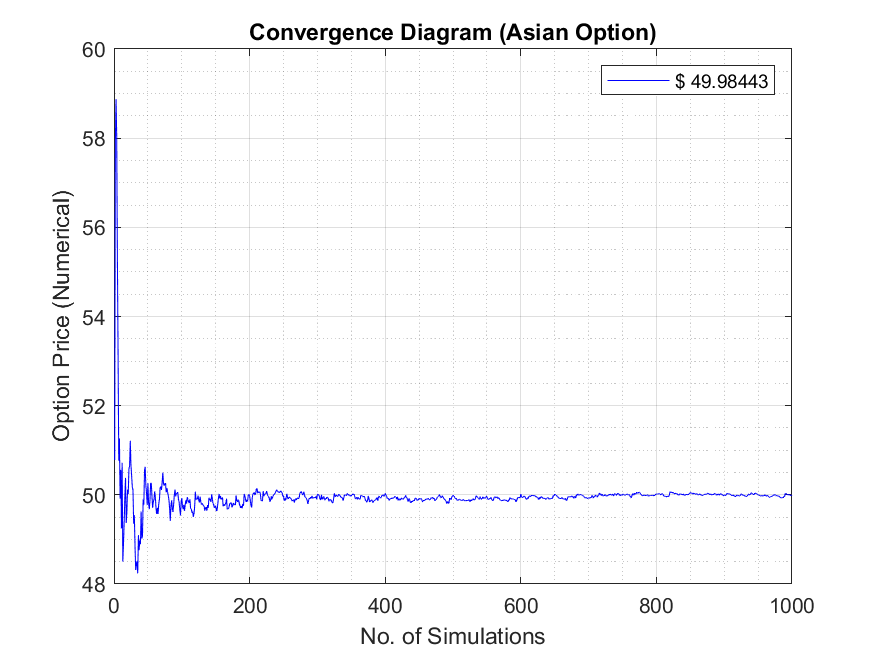 Convergence Diagram (Asian Option)
$ 49.98443
Option Price (Numerical)
60
58
56
54
52
50
48
0 200 400 600 800 1000
No. of Simulations